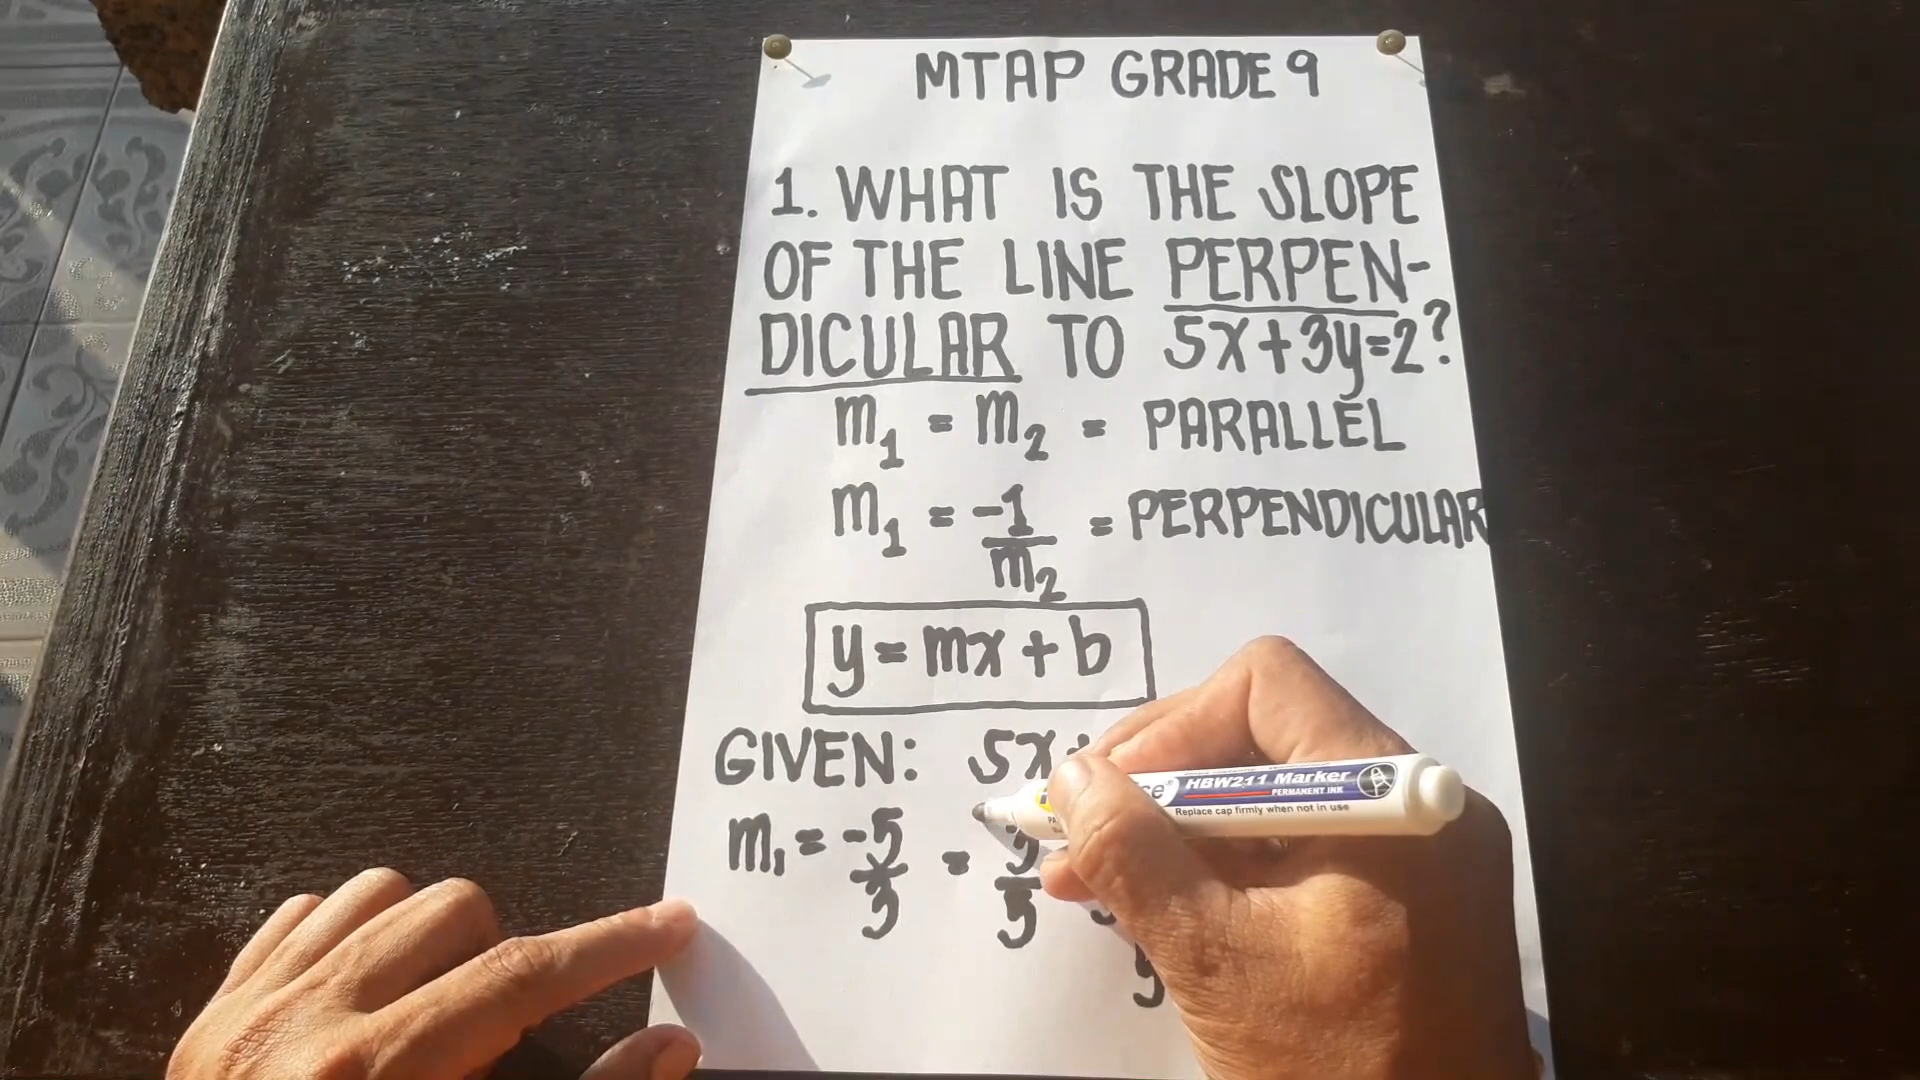 MTAP GRADE 9
1. WHAT IS THE SLOPE
OF THE LINE PERPEN-
DICULAR TO 5x+3y=2?
m₁ = m₂ = PARALLEL
m₁ = -1/m₂ = PERPENDICULAR
y = mx + b
GIVEN: 5x+
m₁ = -5/3 = 3/5
HBW211 Marker
PERMANENT INK
Replace cap firmly when not in use